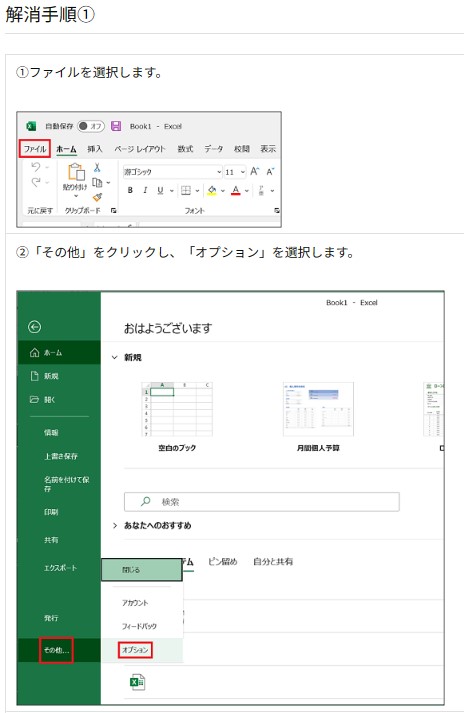 解消手順①
①ファイルを選択します。
自動保存 オフ Book1 - Excel
ファイル ホーム 挿入 ページ レイアウト 数式 データ 校閲 表示
貼り付け 游ゴシック 11 A A
B I U A
元に戻す クリップボード フォント
②「その他」をクリックし、「オプション」を選択します。
Book1 - Excel
おはようございます
ホーム
新規
新規
開く
A B C
1
2
3
4
5
6
7
情報
上書き保存
空白のブック 月間個人予算
名前を付けて保存
印刷
検索
共有
あなたへのおすすめ
エクスポート
閉じる
テム ピン留め 自分と共有
アカウント
発行
フィードバック
その他...
オプション